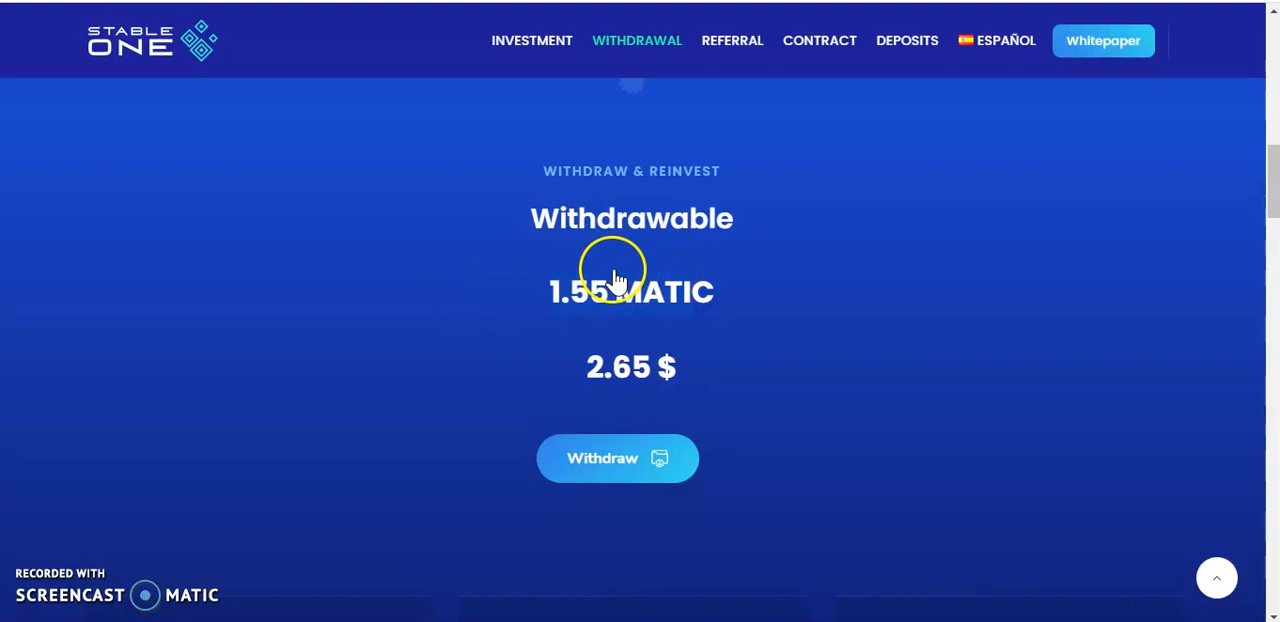 STABLE
ONE
INVESTMENT WITHDRAWAL REFERRAL CONTRACT DEPOSITS ESPAÑOL Whitepaper
WITHDRAW & REINVEST
Withdrawable
1.55 MATIC
2.65 $
Withdraw
RECORDED WITH
SCREENCAST MATIC